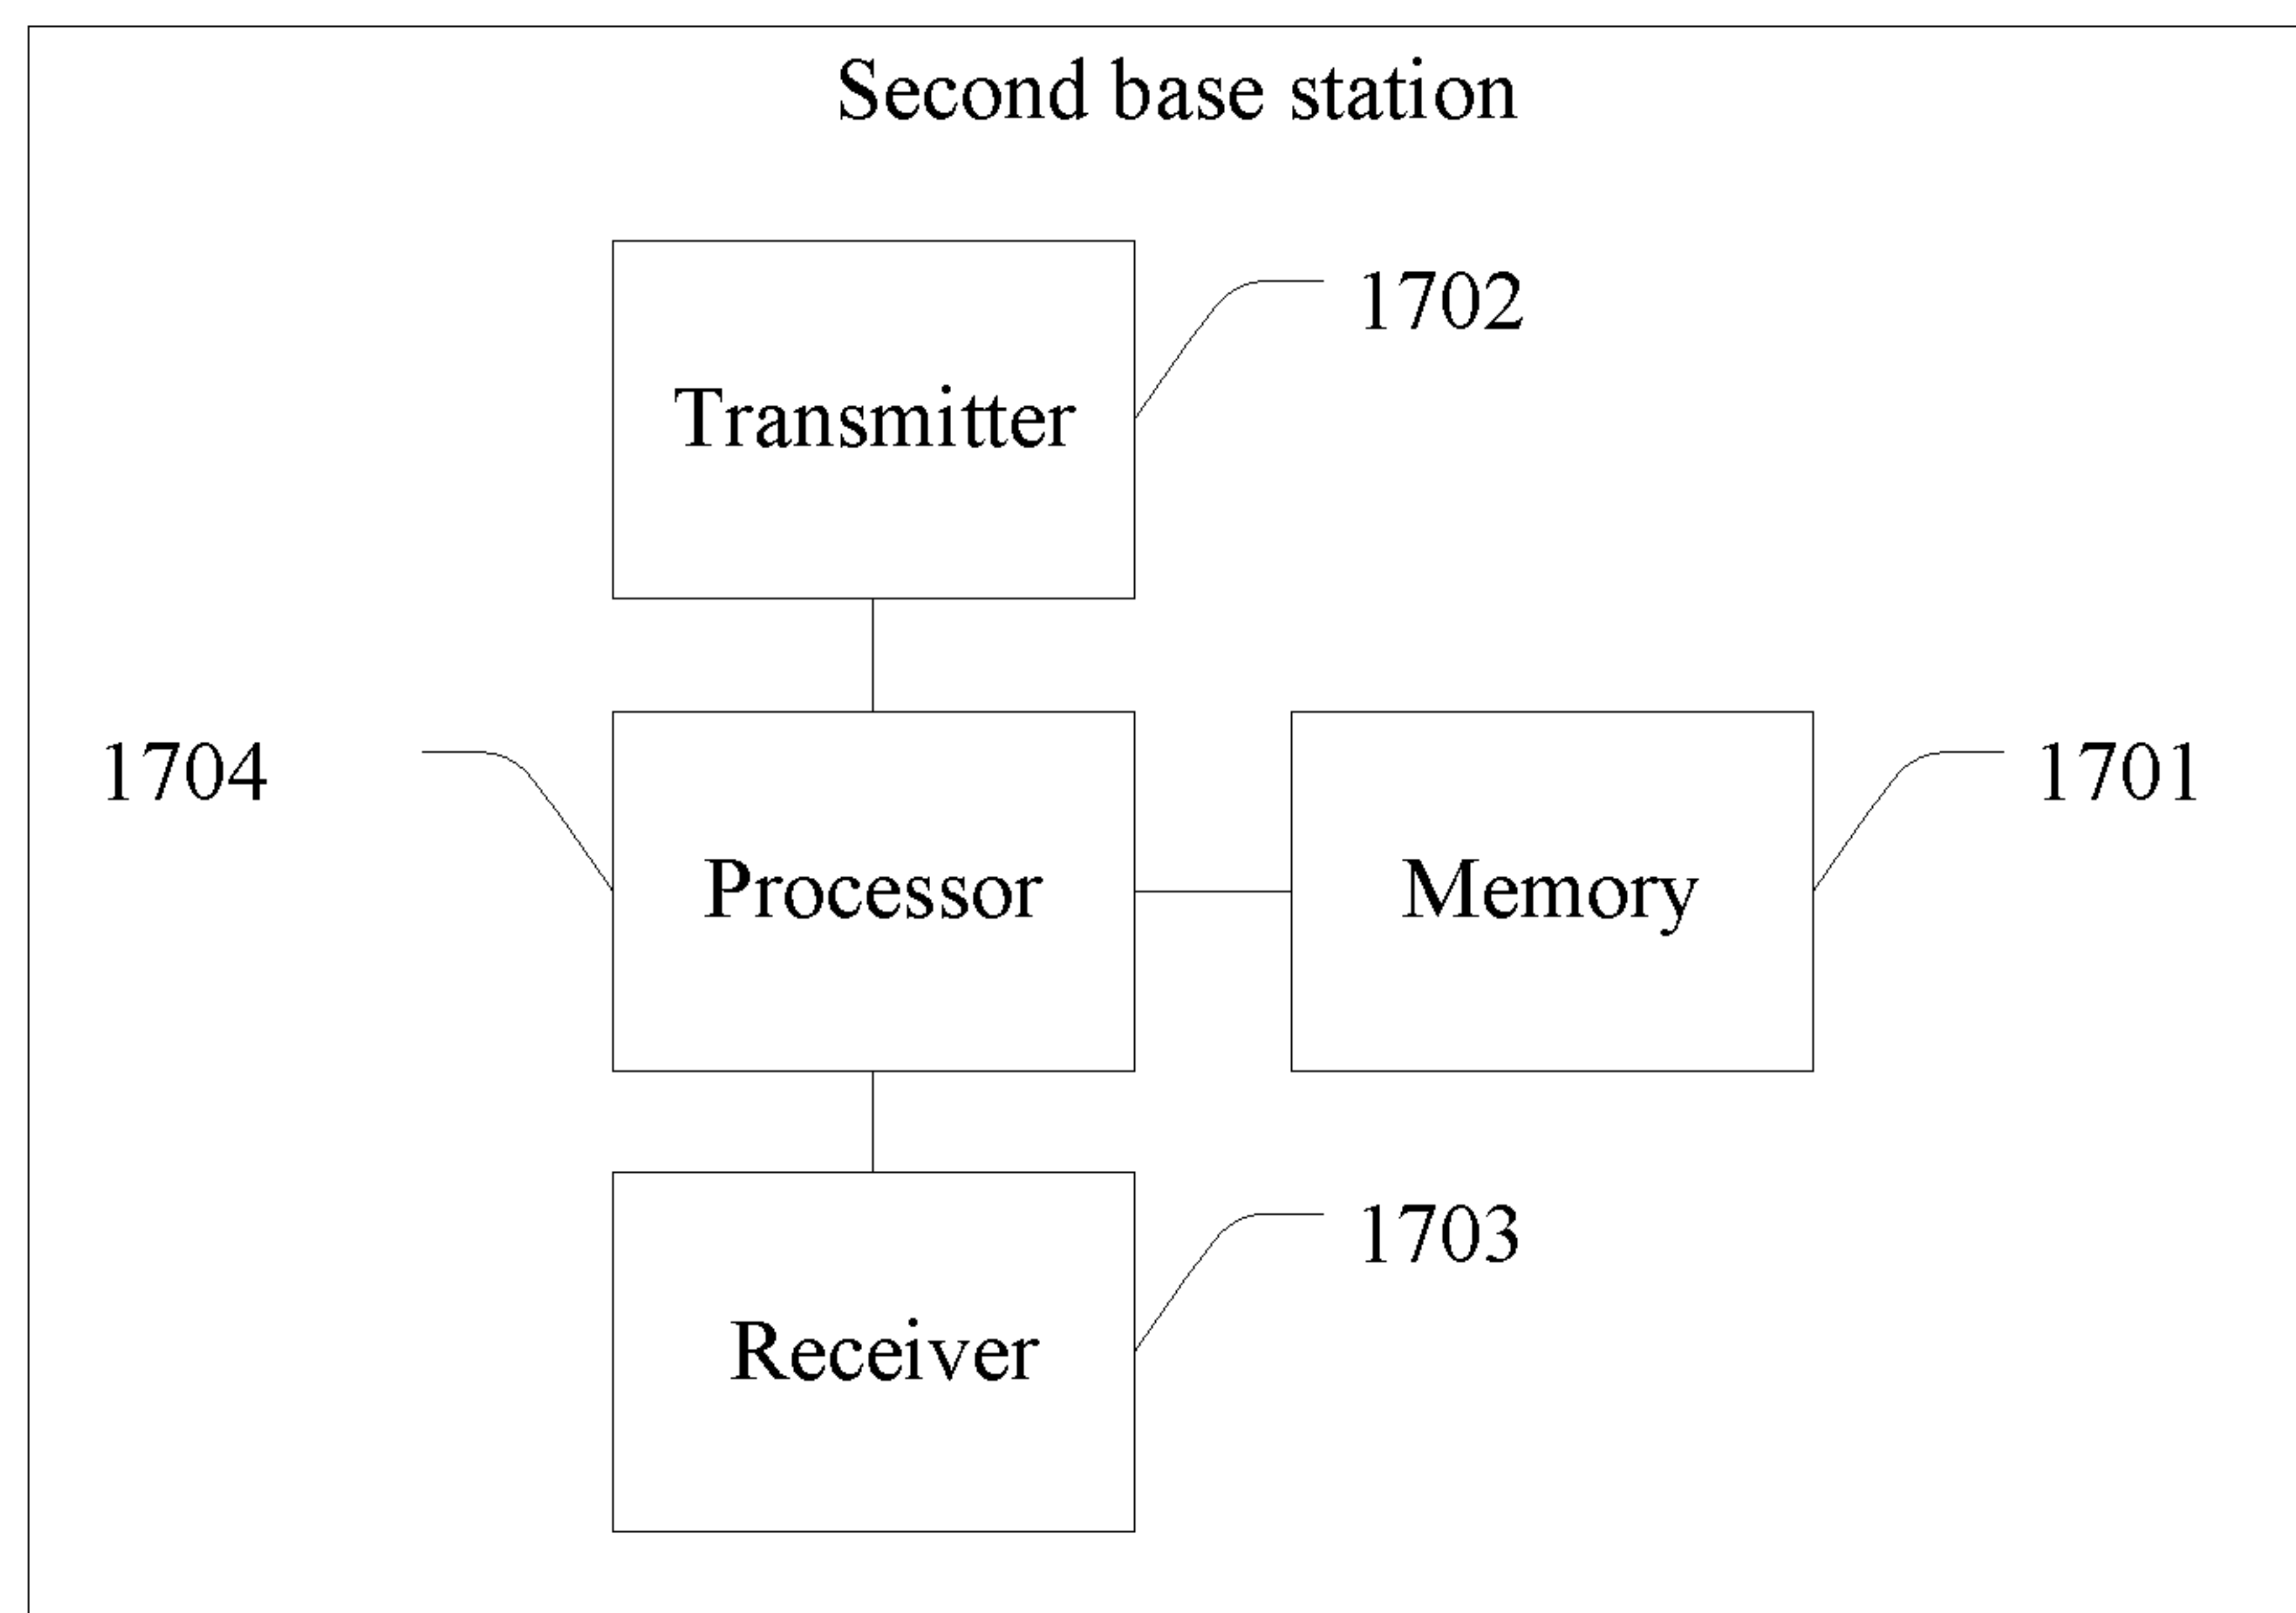 Second base station
1702
Transmitter
1704
1701
Processor
Memory
1703
Receiver